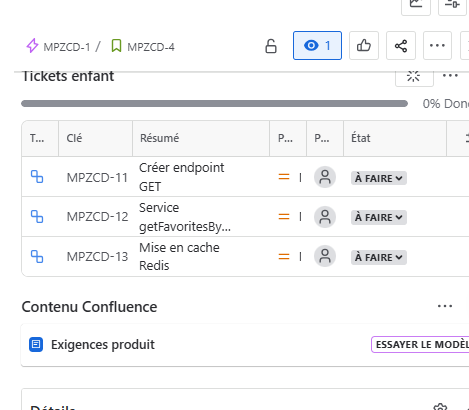 MPZCD-1 / MPZCD-4
1
Tickets enfant
0% Done
T... Clé Résumé P... P... État
MPZCD-11 Créer endpoint GET À FAIRE
MPZCD-12 Service getFavoritesBy... À FAIRE
MPZCD-13 Mise en cache Redis À FAIRE
Contenu Confluence
Exigences produit ESSAYER LE MODÈL
Détails